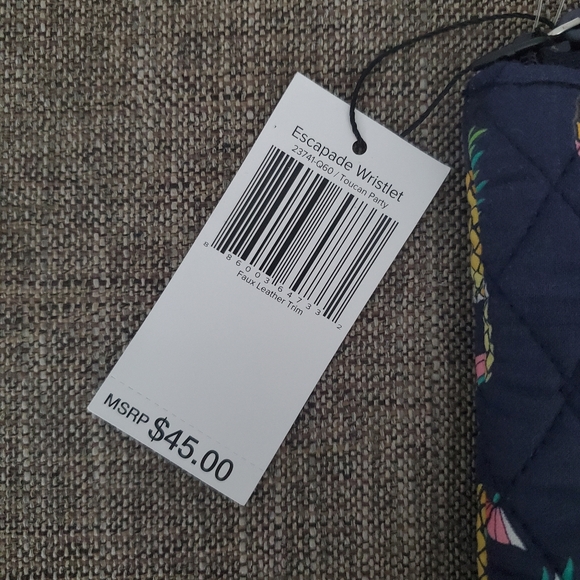 Escapade Wristlet
23741-Q60 / Toucan Party
8 86003 64733 2
Faux Leather Trim
MSRP $45.00